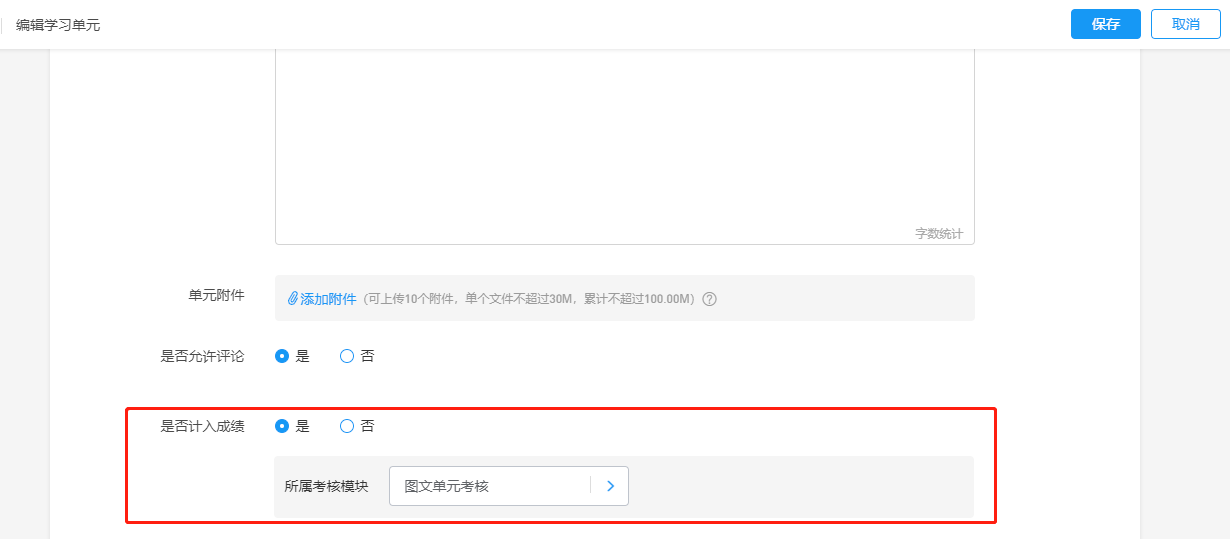 编辑学习单元
保存
取消
字数统计
单元附件
添加附件 (可上传10个附件，单个文件不超过30M，累计不超过100.00M) ?
是否允许评论
是
否
是否计入成绩
是
否
所属考核模块
图文单元考核